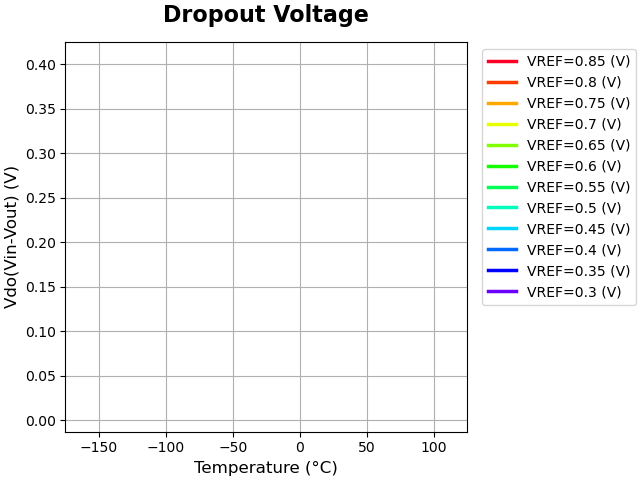 Dropout Voltage
Vdo(Vin-Vout) (V)
0.40
0.35
0.30
0.25
0.20
0.15
0.10
0.05
0.00
−150
−100
−50
0
50
100
Temperature (°C)
VREF=0.85 (V)
VREF=0.8 (V)
VREF=0.75 (V)
VREF=0.7 (V)
VREF=0.65 (V)
VREF=0.6 (V)
VREF=0.55 (V)
VREF=0.5 (V)
VREF=0.45 (V)
VREF=0.4 (V)
VREF=0.35 (V)
VREF=0.3 (V)